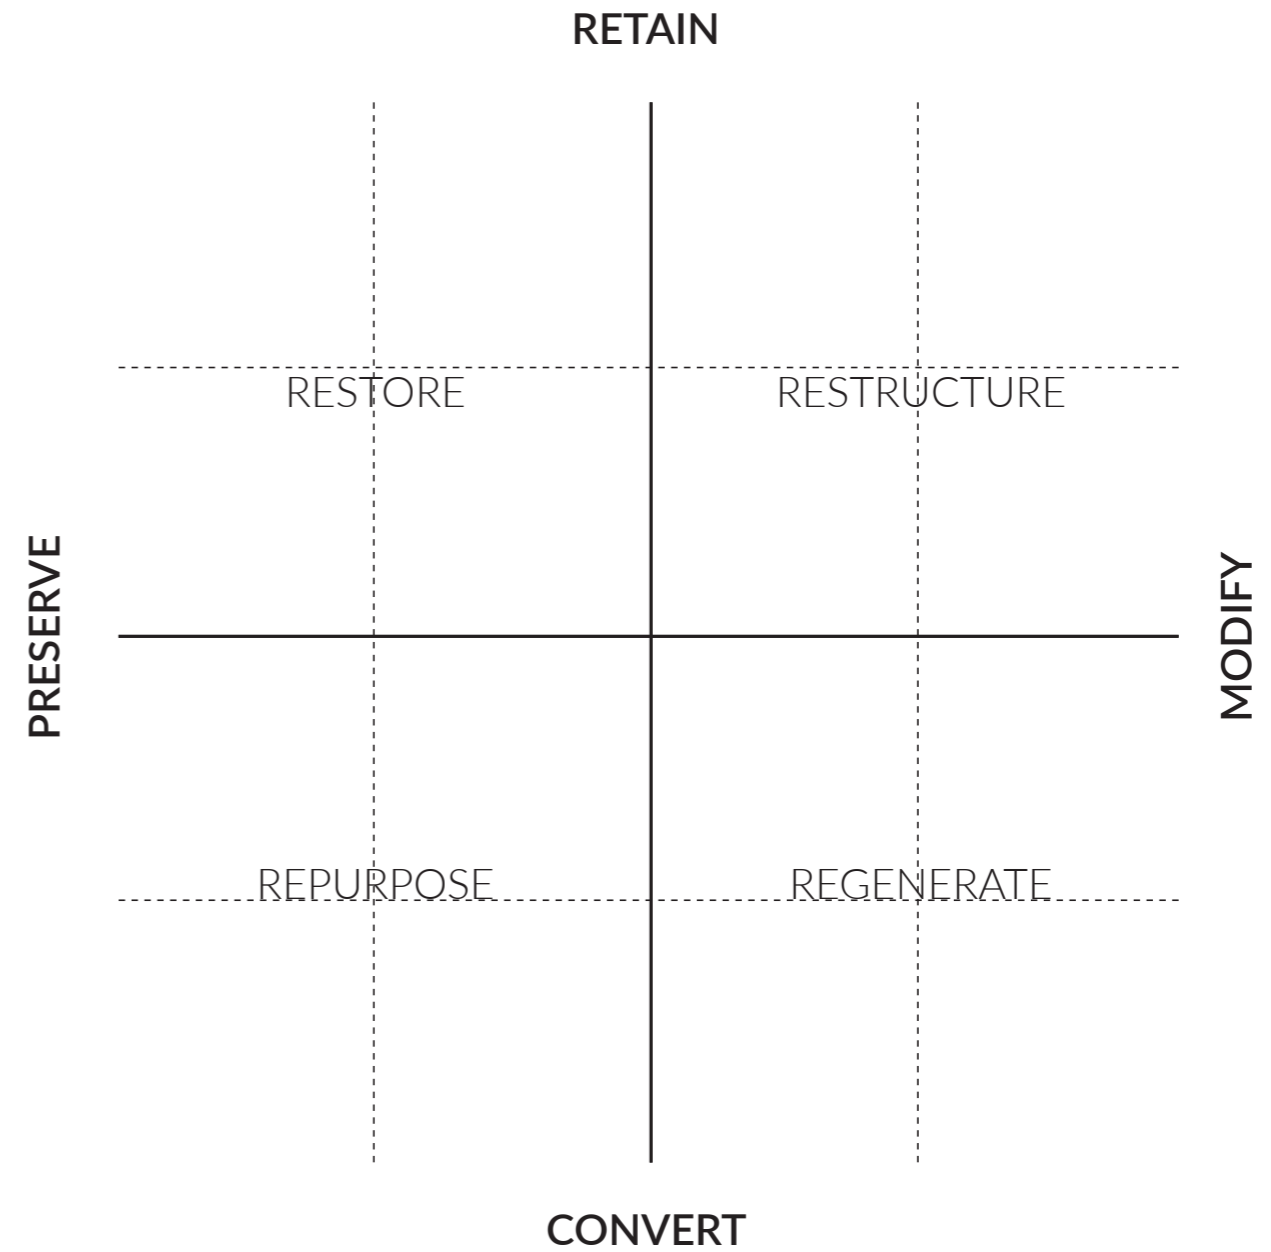 RETAIN
RESTORE
RESTRUCTURE
PRESERVE
MODIFY
REPURPOSE
REGENERATE
CONVERT